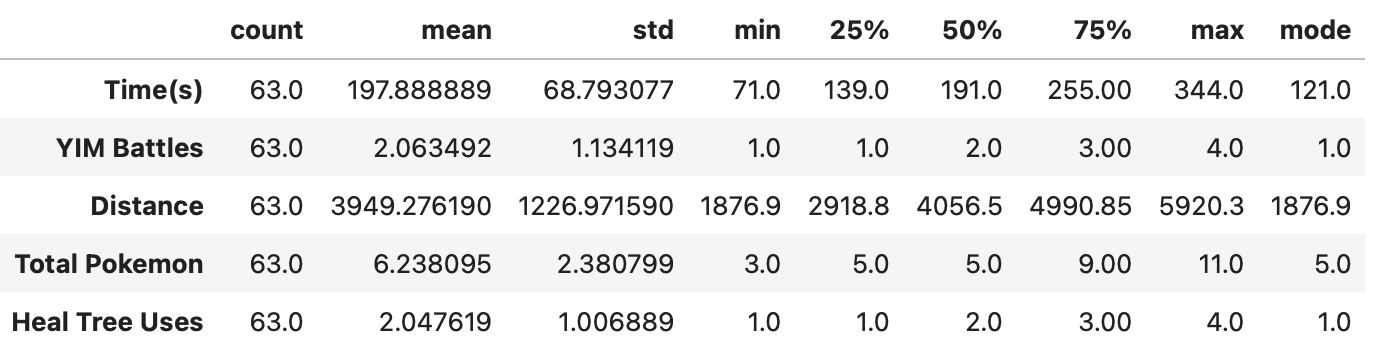 count mean std min 25% 50% 75% max mode
Time(s) 63.0 197.888889 68.793077 71.0 139.0 191.0 255.00 344.0 121.0
YIM Battles 63.0 2.063492 1.134119 1.0 1.0 2.0 3.00 4.0 1.0
Distance 63.0 3949.276190 1226.971590 1876.9 2918.8 4056.5 4990.85 5920.3 1876.9
Total Pokemon 63.0 6.238095 2.380799 3.0 5.0 5.0 9.00 11.0 5.0
Heal Tree Uses 63.0 2.047619 1.006889 1.0 1.0 2.0 3.00 4.0 1.0